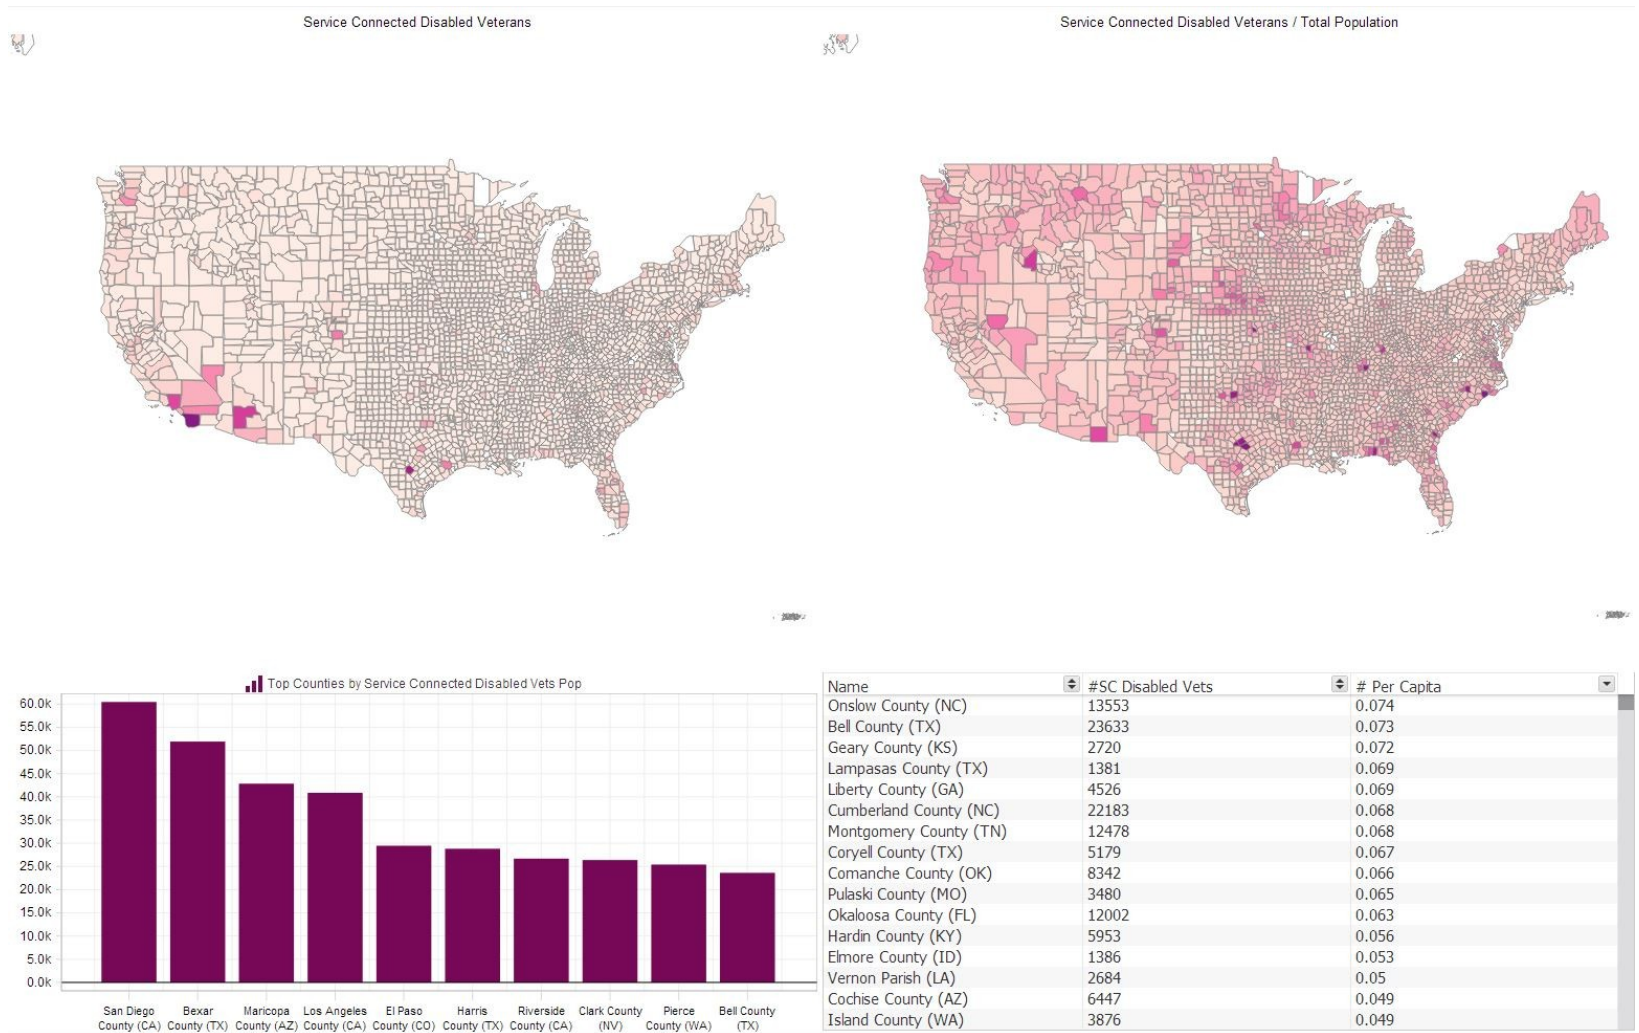 Service Connected Disabled Veterans
Service Connected Disabled Veterans / Total Population
Top Counties by Service Connected Disabled Vets Pop
60.0k
55.0k
50.0k
45.0k
40.0k
35.0k
30.0k
25.0k
20.0k
15.0k
10.0k
5.0k
0.0k
San Diego County (CA)
Bexar County (TX)
Maricopa County (AZ)
Los Angeles County (CA)
El Paso County (CO)
Harris County (TX)
Riverside County (CA)
Clark County (NV)
Pierce County (WA)
Bell County (TX)
Name #SC Disabled Vets # Per Capita
Onslow County (NC) 13553 0.074
Bell County (TX) 23633 0.073
Geary County (KS) 2720 0.072
Lampasas County (TX) 1381 0.069
Liberty County (GA) 4526 0.069
Cumberland County (NC) 22183 0.068
Montgomery County (TN) 12478 0.068
Coryell County (TX) 5179 0.067
Comanche County (OK) 8342 0.066
Pulaski County (MO) 3480 0.065
Okaloosa County (FL) 12002 0.063
Hardin County (KY) 5953 0.056
Elmore County (ID) 1386 0.053
Vernon Parish (LA) 2684 0.05
Cochise County (AZ) 6447 0.049
Island County (WA) 3876 0.049